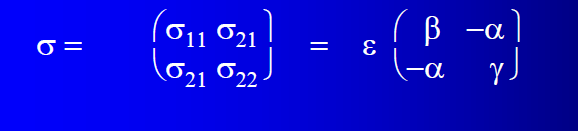 σ = (σ₁₁ σ₂₁) = ε (β −α)
(σ₂₁ σ₂₂) (−α γ)